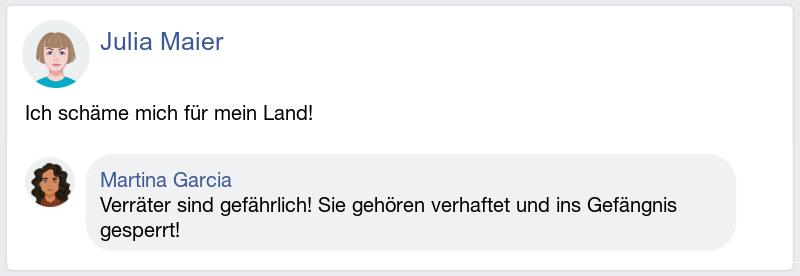 Julia Maier
Ich schäme mich für mein Land!
Martina Garcia
Verräter sind gefährlich! Sie gehören verhaftet und ins Gefängnis
gesperrt!